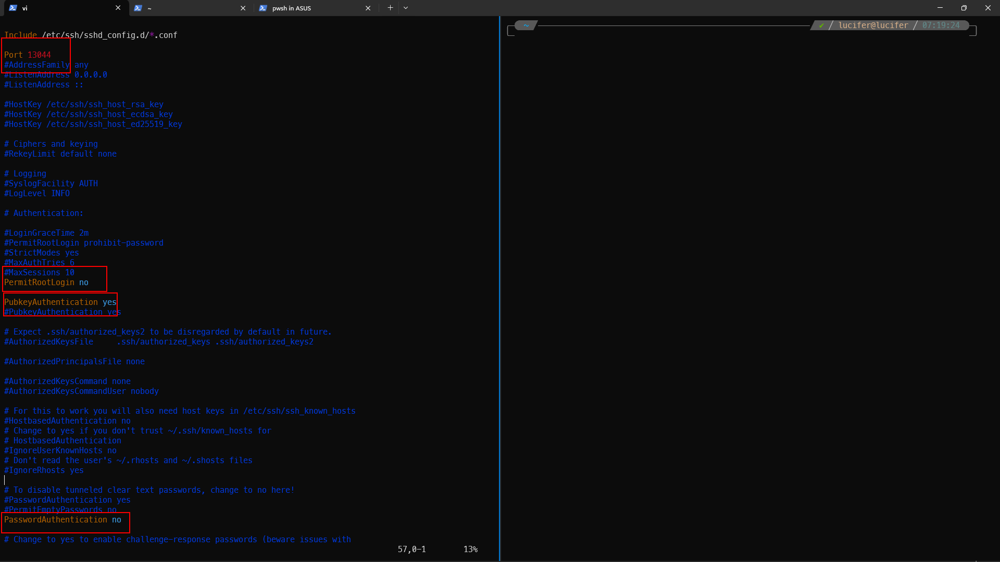 vi
~
pwsh in ASUS
Include /etc/ssh/sshd_config.d/*.conf
Port 13044
#AddressFamily any
#ListenAddress 0.0.0.0
#ListenAddress ::
#HostKey /etc/ssh/ssh_host_rsa_key
#HostKey /etc/ssh/ssh_host_ecdsa_key
#HostKey /etc/ssh/ssh_host_ed25519_key
# Ciphers and keying
#RekeyLimit default none
# Logging
#SyslogFacility AUTH
#LogLevel INFO
# Authentication:
#LoginGraceTime 2m
#PermitRootLogin prohibit-password
#StrictModes yes
#MaxAuthTries 6
#MaxSessions 10
PermitRootLogin no
PubkeyAuthentication yes
#PubkeyAuthentication yes
# Expect .ssh/authorized_keys2 to be disregarded by default in future.
#AuthorizedKeysFile     .ssh/authorized_keys .ssh/authorized_keys2
#AuthorizedPrincipalsFile none
#AuthorizedKeysCommand none
#AuthorizedKeysCommandUser nobody
# For this to work you will also need host keys in /etc/ssh/ssh_known_hosts
#HostbasedAuthentication no
# Change to yes if you don't trust ~/.ssh/known_hosts for
# HostbasedAuthentication
#IgnoreUserKnownHosts no
# Don't read the user's ~/.rhosts and ~/.shosts files
#IgnoreRhosts yes
# To disable tunneled clear text passwords, change to no here!
#PasswordAuthentication yes
#PermitEmptyPasswords no
PasswordAuthentication no
# Change to yes to enable challenge-response passwords (beware issues with
57,0-1 13%
~ ✔ / lucifer@lucifer / 07:19:24